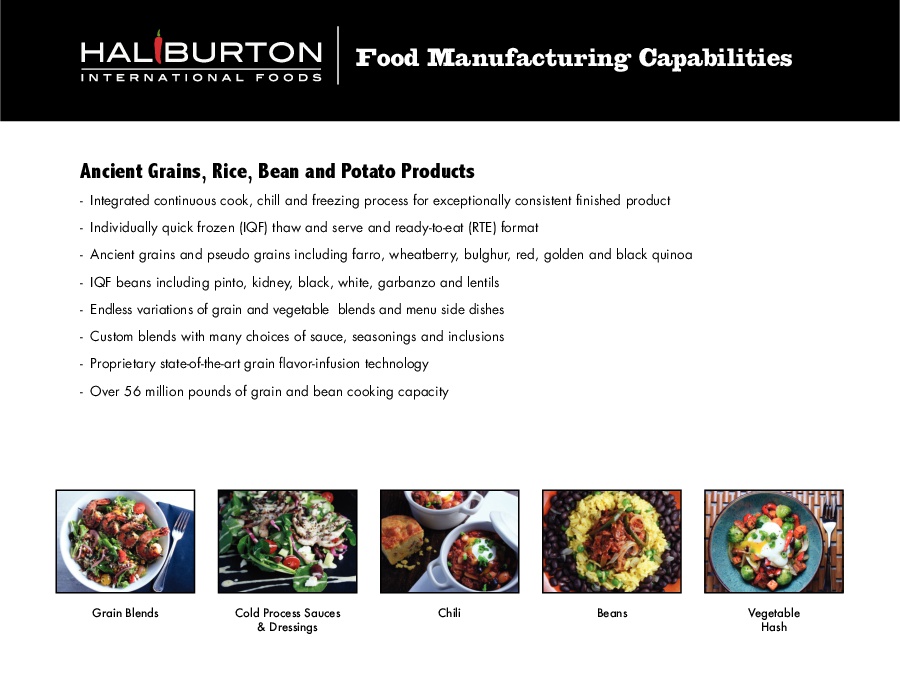 HALIBURTON
INTERNATIONAL FOODS
Food Manufacturing Capabilities
Ancient Grains, Rice, Bean and Potato Products
- Integrated continuous cook, chill and freezing process for exceptionally consistent finished product
- Individually quick frozen (IQF) thaw and serve and ready-to-eat (RTE) format
- Ancient grains and pseudo grains including farro, wheatberry, bulghur, red, golden and black quinoa
- IQF beans including pinto, kidney, black, white, garbanzo and lentils
- Endless variations of grain and vegetable  blends and menu side dishes
- Custom blends with many choices of sauce, seasonings and inclusions
- Proprietary state-of-the-art grain flavor-infusion technology
- Over 56 million pounds of grain and bean cooking capacity
Grain Blends
Cold Process Sauces
& Dressings
Chili
Beans
Vegetable
Hash